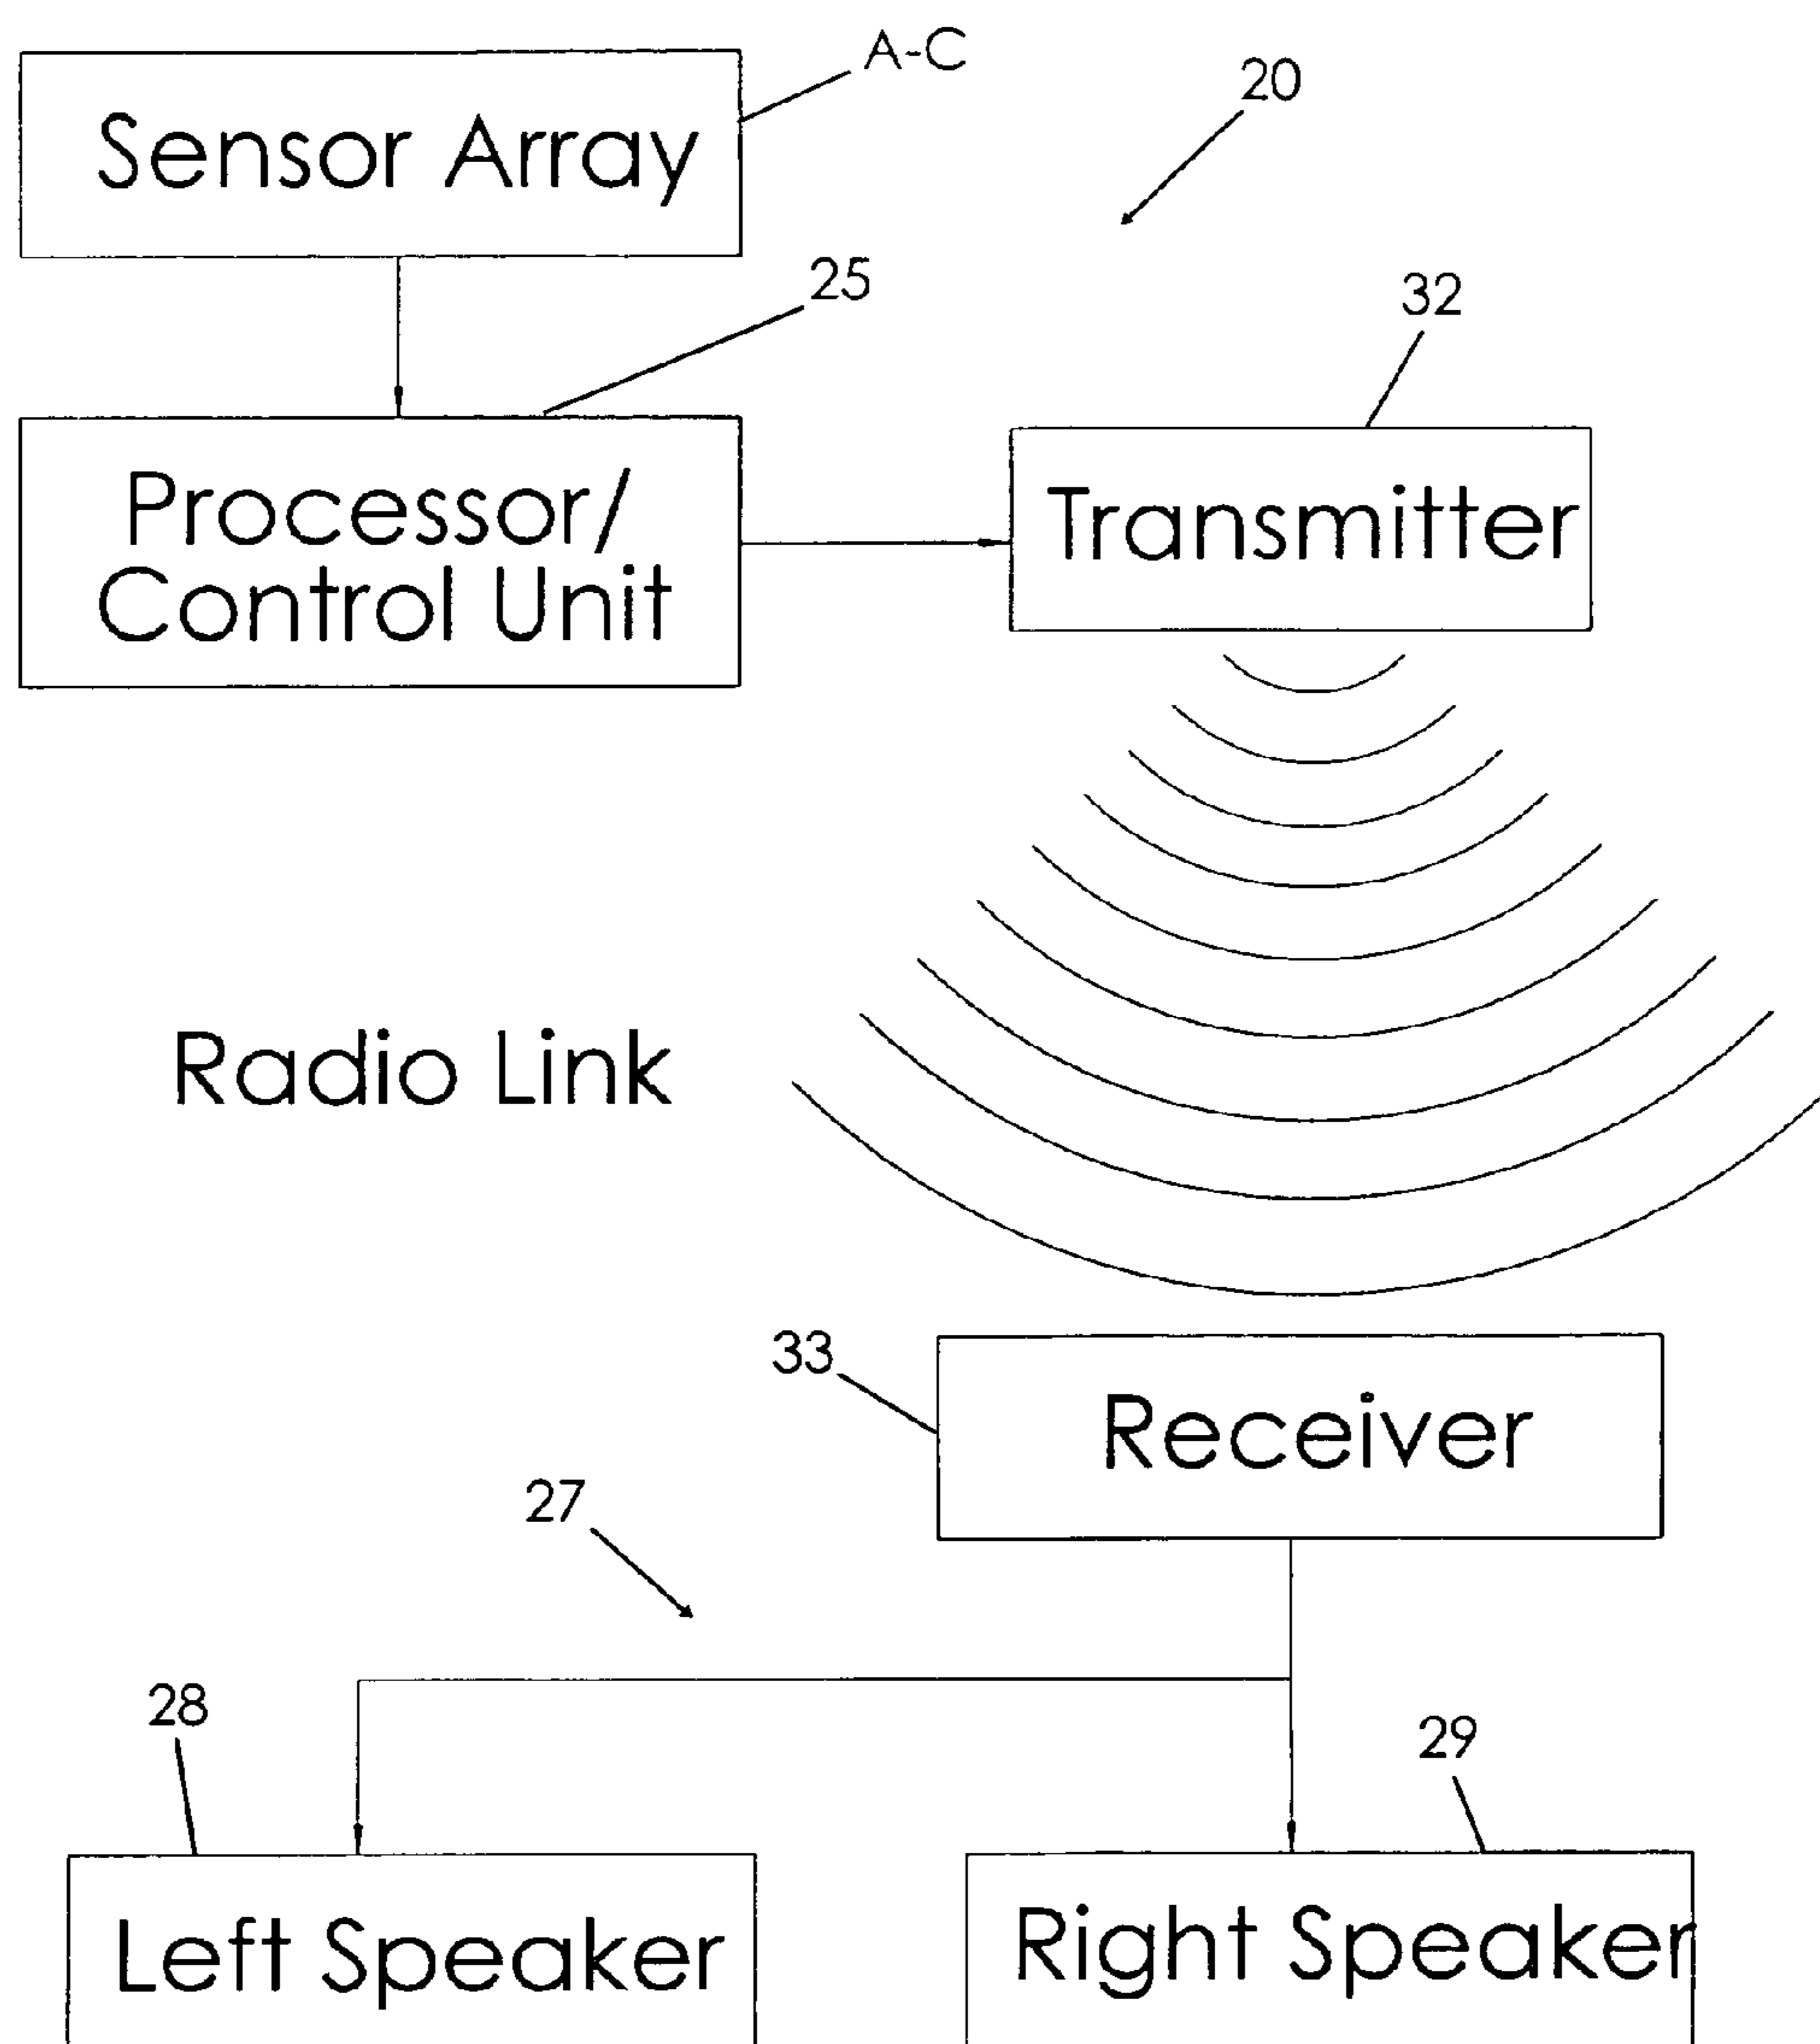 A-C
Sensor Array
20
25
32
Processor/
Control Unit
Transmitter
Radio Link
33
Receiver
27
28
29
Left Speaker
Right Speaker